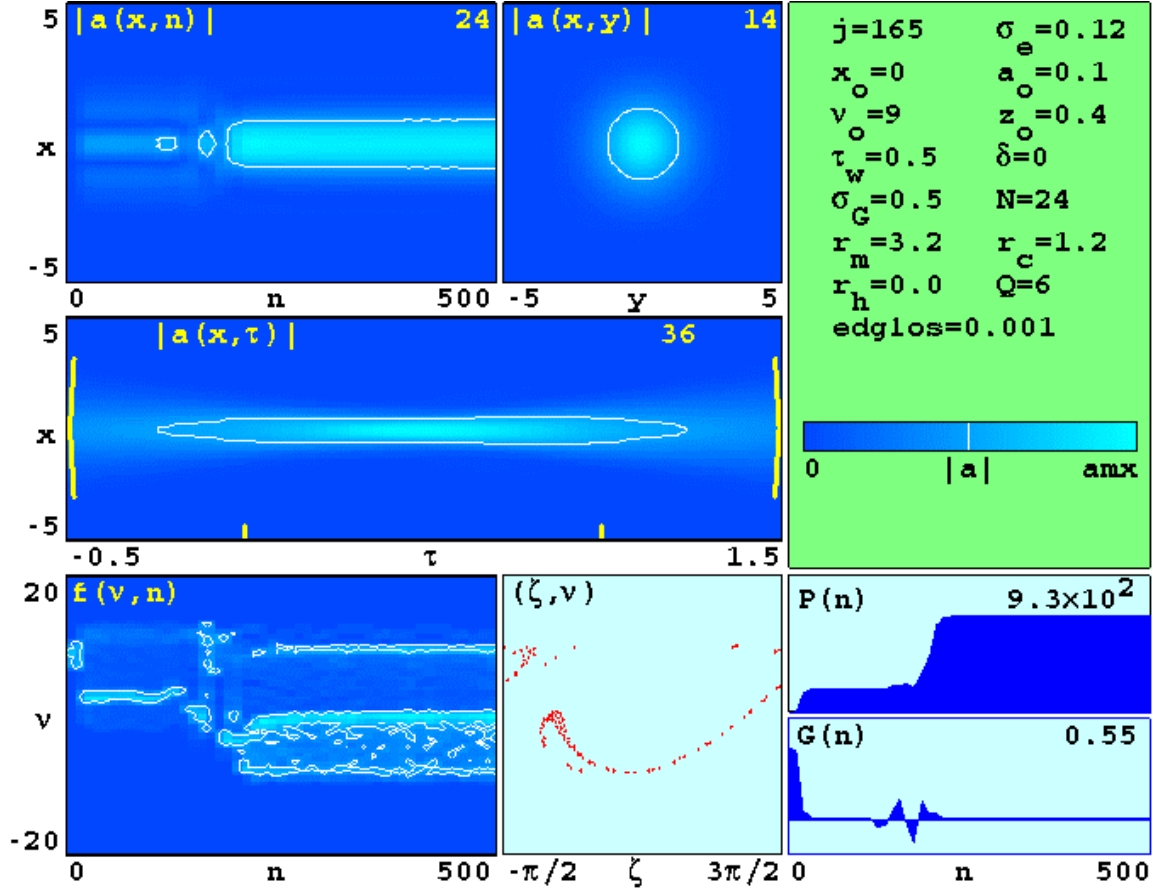 5 |a(x,n)| 24
x
-5
0 n 500
|a(x,y)| 14
-5 y 5
j=165 σe=0.12
xo=0 ao=0.1
νo=9 zo=0.4
τw=0.5 δ=0
σG=0.5 N=24
rm=3.2 rc=1.2
rh=0.0 Q=6
edglos=0.001
0 |a| amx
5 |a(x,τ)| 36
x
-5
-0.5 τ 1.5
20 f(ν,n)
ν
-20
0 n 500
(ζ,ν)
-π/2 ζ 3π/2
P(n) 9.3×10²
G(n) 0.55
0 n 500